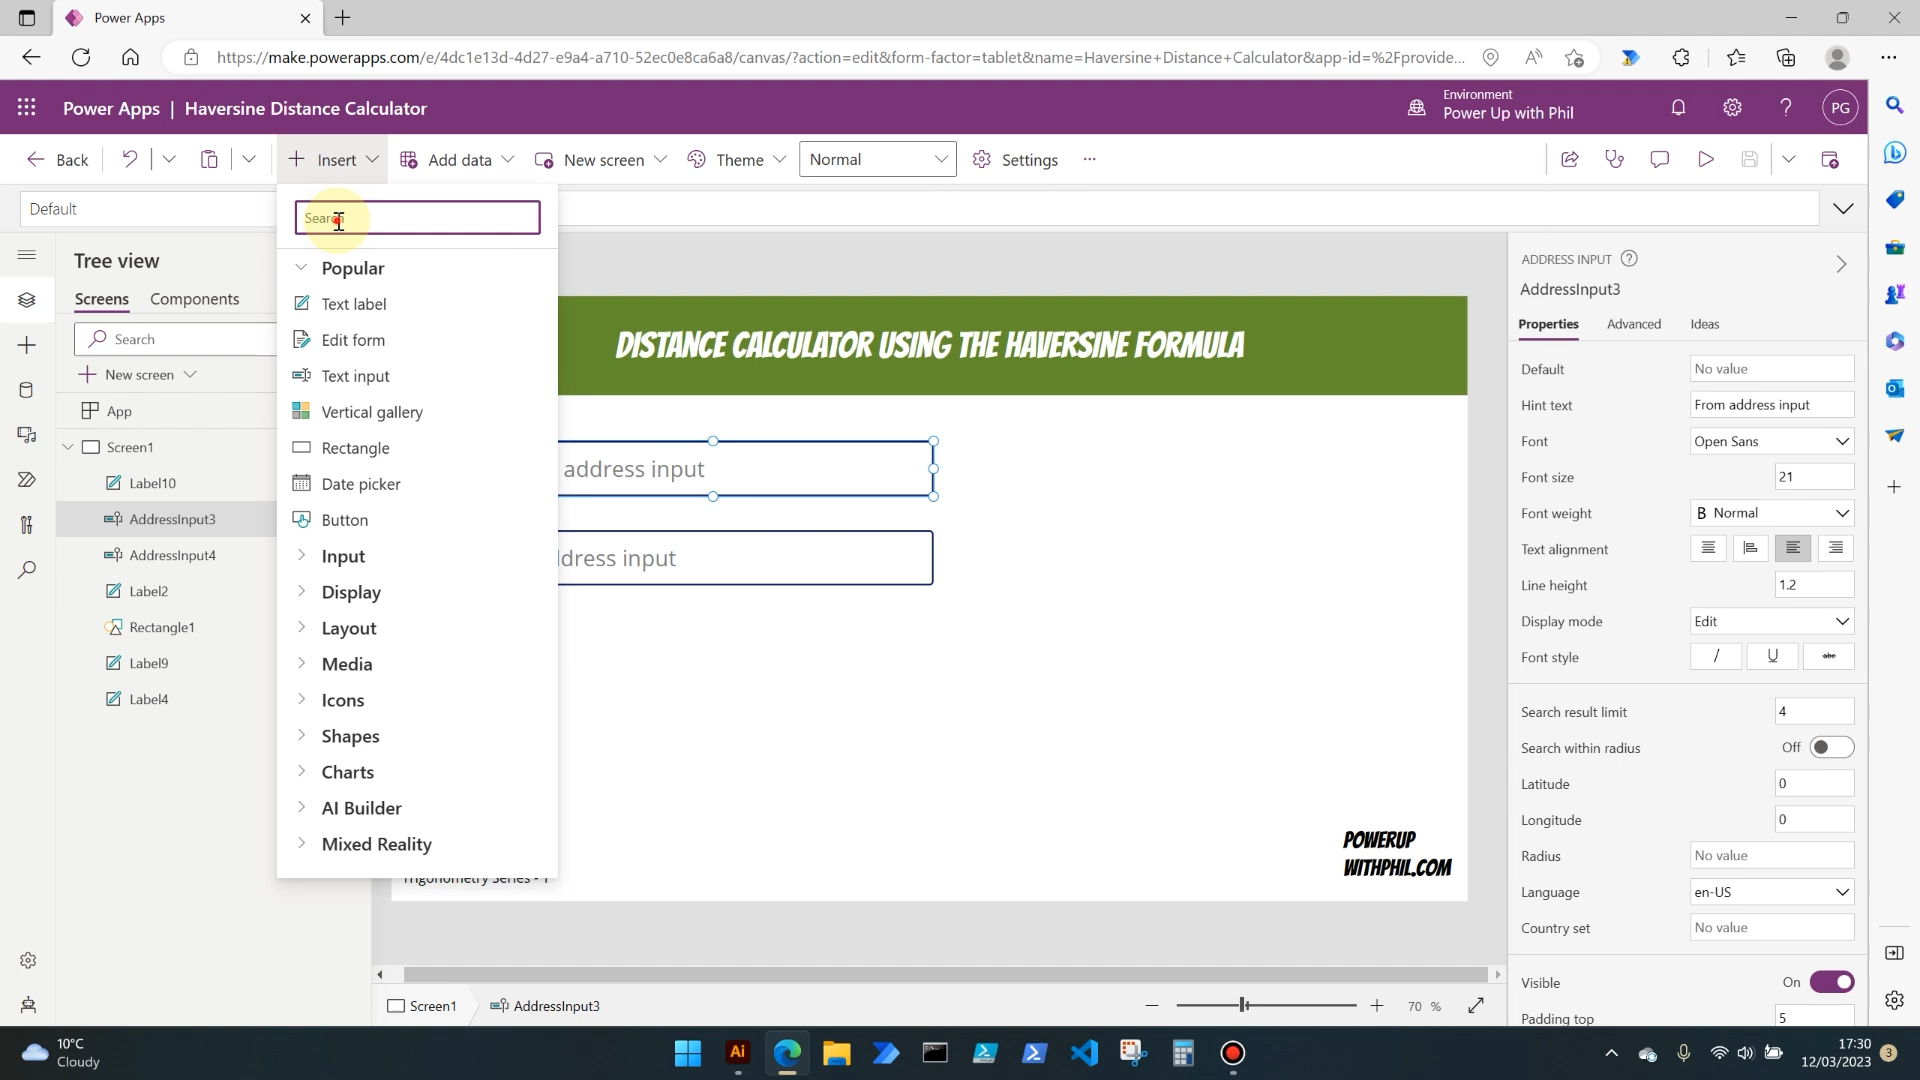 Power Apps
https://make.powerapps.com/e/4dc1e13d-4d27-e9a4-a710-52ec0e8ca6a8/canvas/?action=edit&form-factor=tablet&name=Haversine+Distance+Calculator&app-id=%2Fprovide...
Power Apps | Haversine Distance Calculator
Environment
Power Up with Phil
PG
Back
Insert
Add data
New screen
Theme
Normal
Settings
Default
Search
Tree view
Screens
Components
Search
New screen
App
Screen1
Label10
AddressInput3
AddressInput4
Label2
Rectangle1
Label9
Label4
Popular
Text label
Edit form
Text input
Vertical gallery
Rectangle
Date picker
Button
Input
Display
Layout
Media
Icons
Shapes
Charts
AI Builder
Mixed Reality
DISTANCE CALCULATOR USING THE HAVERSINE FORMULA
address input
dress input
POWERUP
WITHPHIL.COM
Trigonometry Series - 1
Screen1
AddressInput3
70 %
ADDRESS INPUT
AddressInput3
Properties
Advanced
Ideas
Default
No value
Hint text
From address input
Font
Open Sans
Font size
21
Font weight
B Normal
Text alignment
Line height
1.2
Display mode
Edit
Font style
/ U abc
Search result limit
4
Search within radius
Off
Latitude
0
Longitude
0
Radius
No value
Language
en-US
Country set
No value
Visible
On
Padding top
5
10°C
Cloudy
Ai
17:30
12/03/2023
3